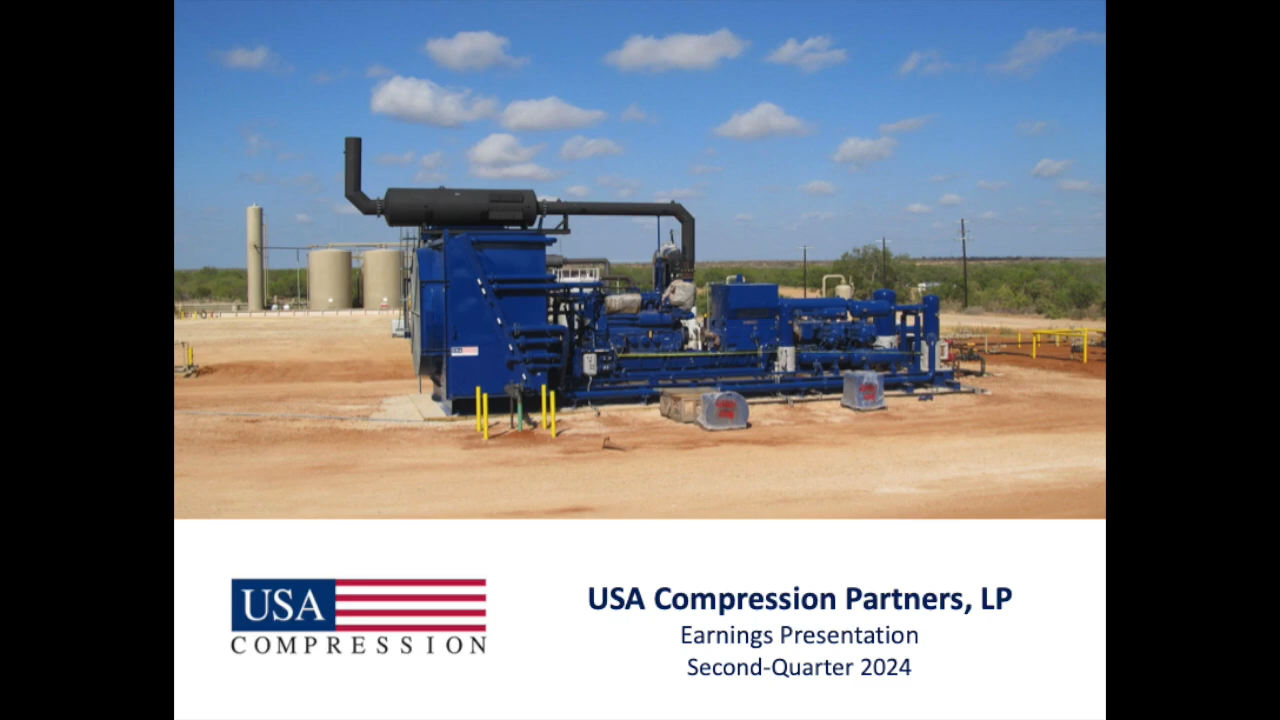 USA
COMPRESSION
USA Compression Partners, LP
Earnings Presentation
Second-Quarter 2024